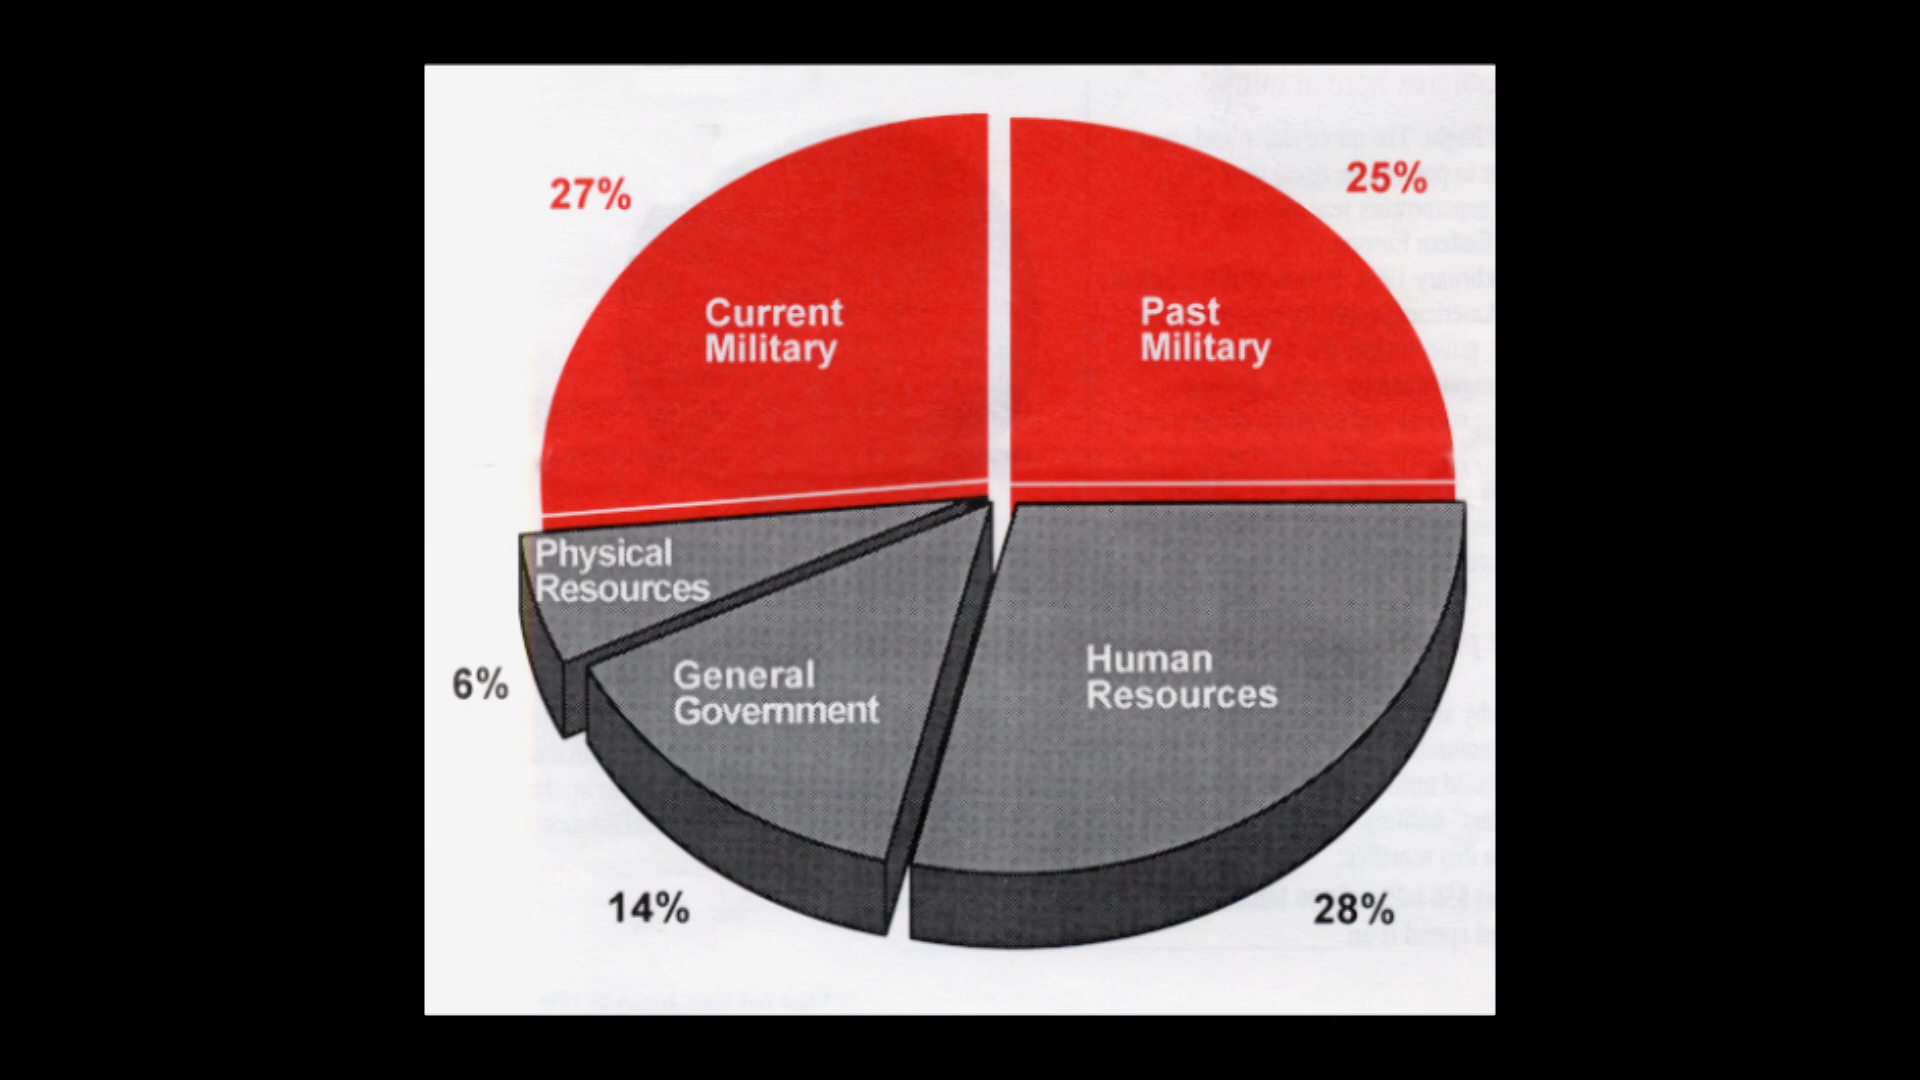 27%
25%
Current
Military
Past
Military
Physical
Resources
6%
General
Government
Human
Resources
14%
28%